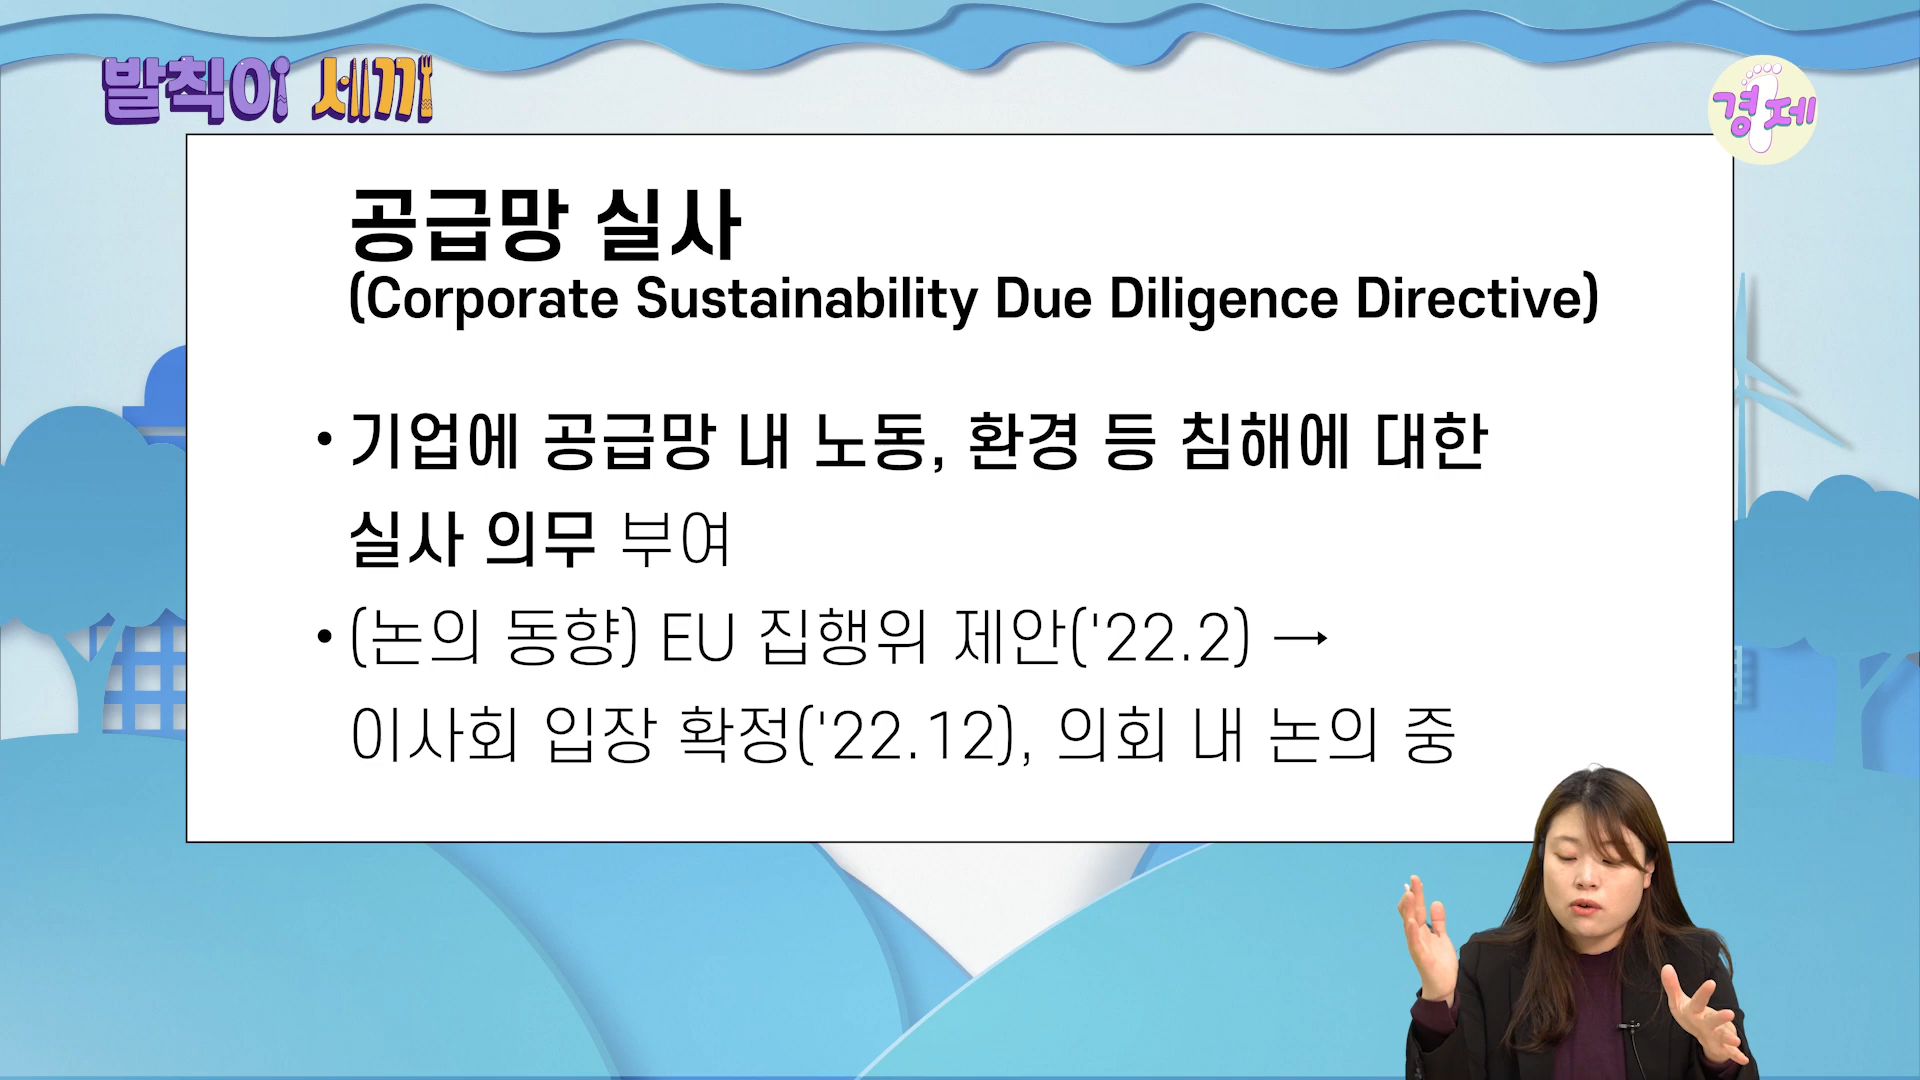 발칙이 세끼
경제
공급망 실사
(Corporate Sustainability Due Diligence Directive)
• 기업에 공급망 내 노동, 환경 등 침해에 대한
실사 의무 부여
• (논의 동향) EU 집행위 제안('22.2) →
이사회 입장 확정('22.12), 의회 내 논의 중